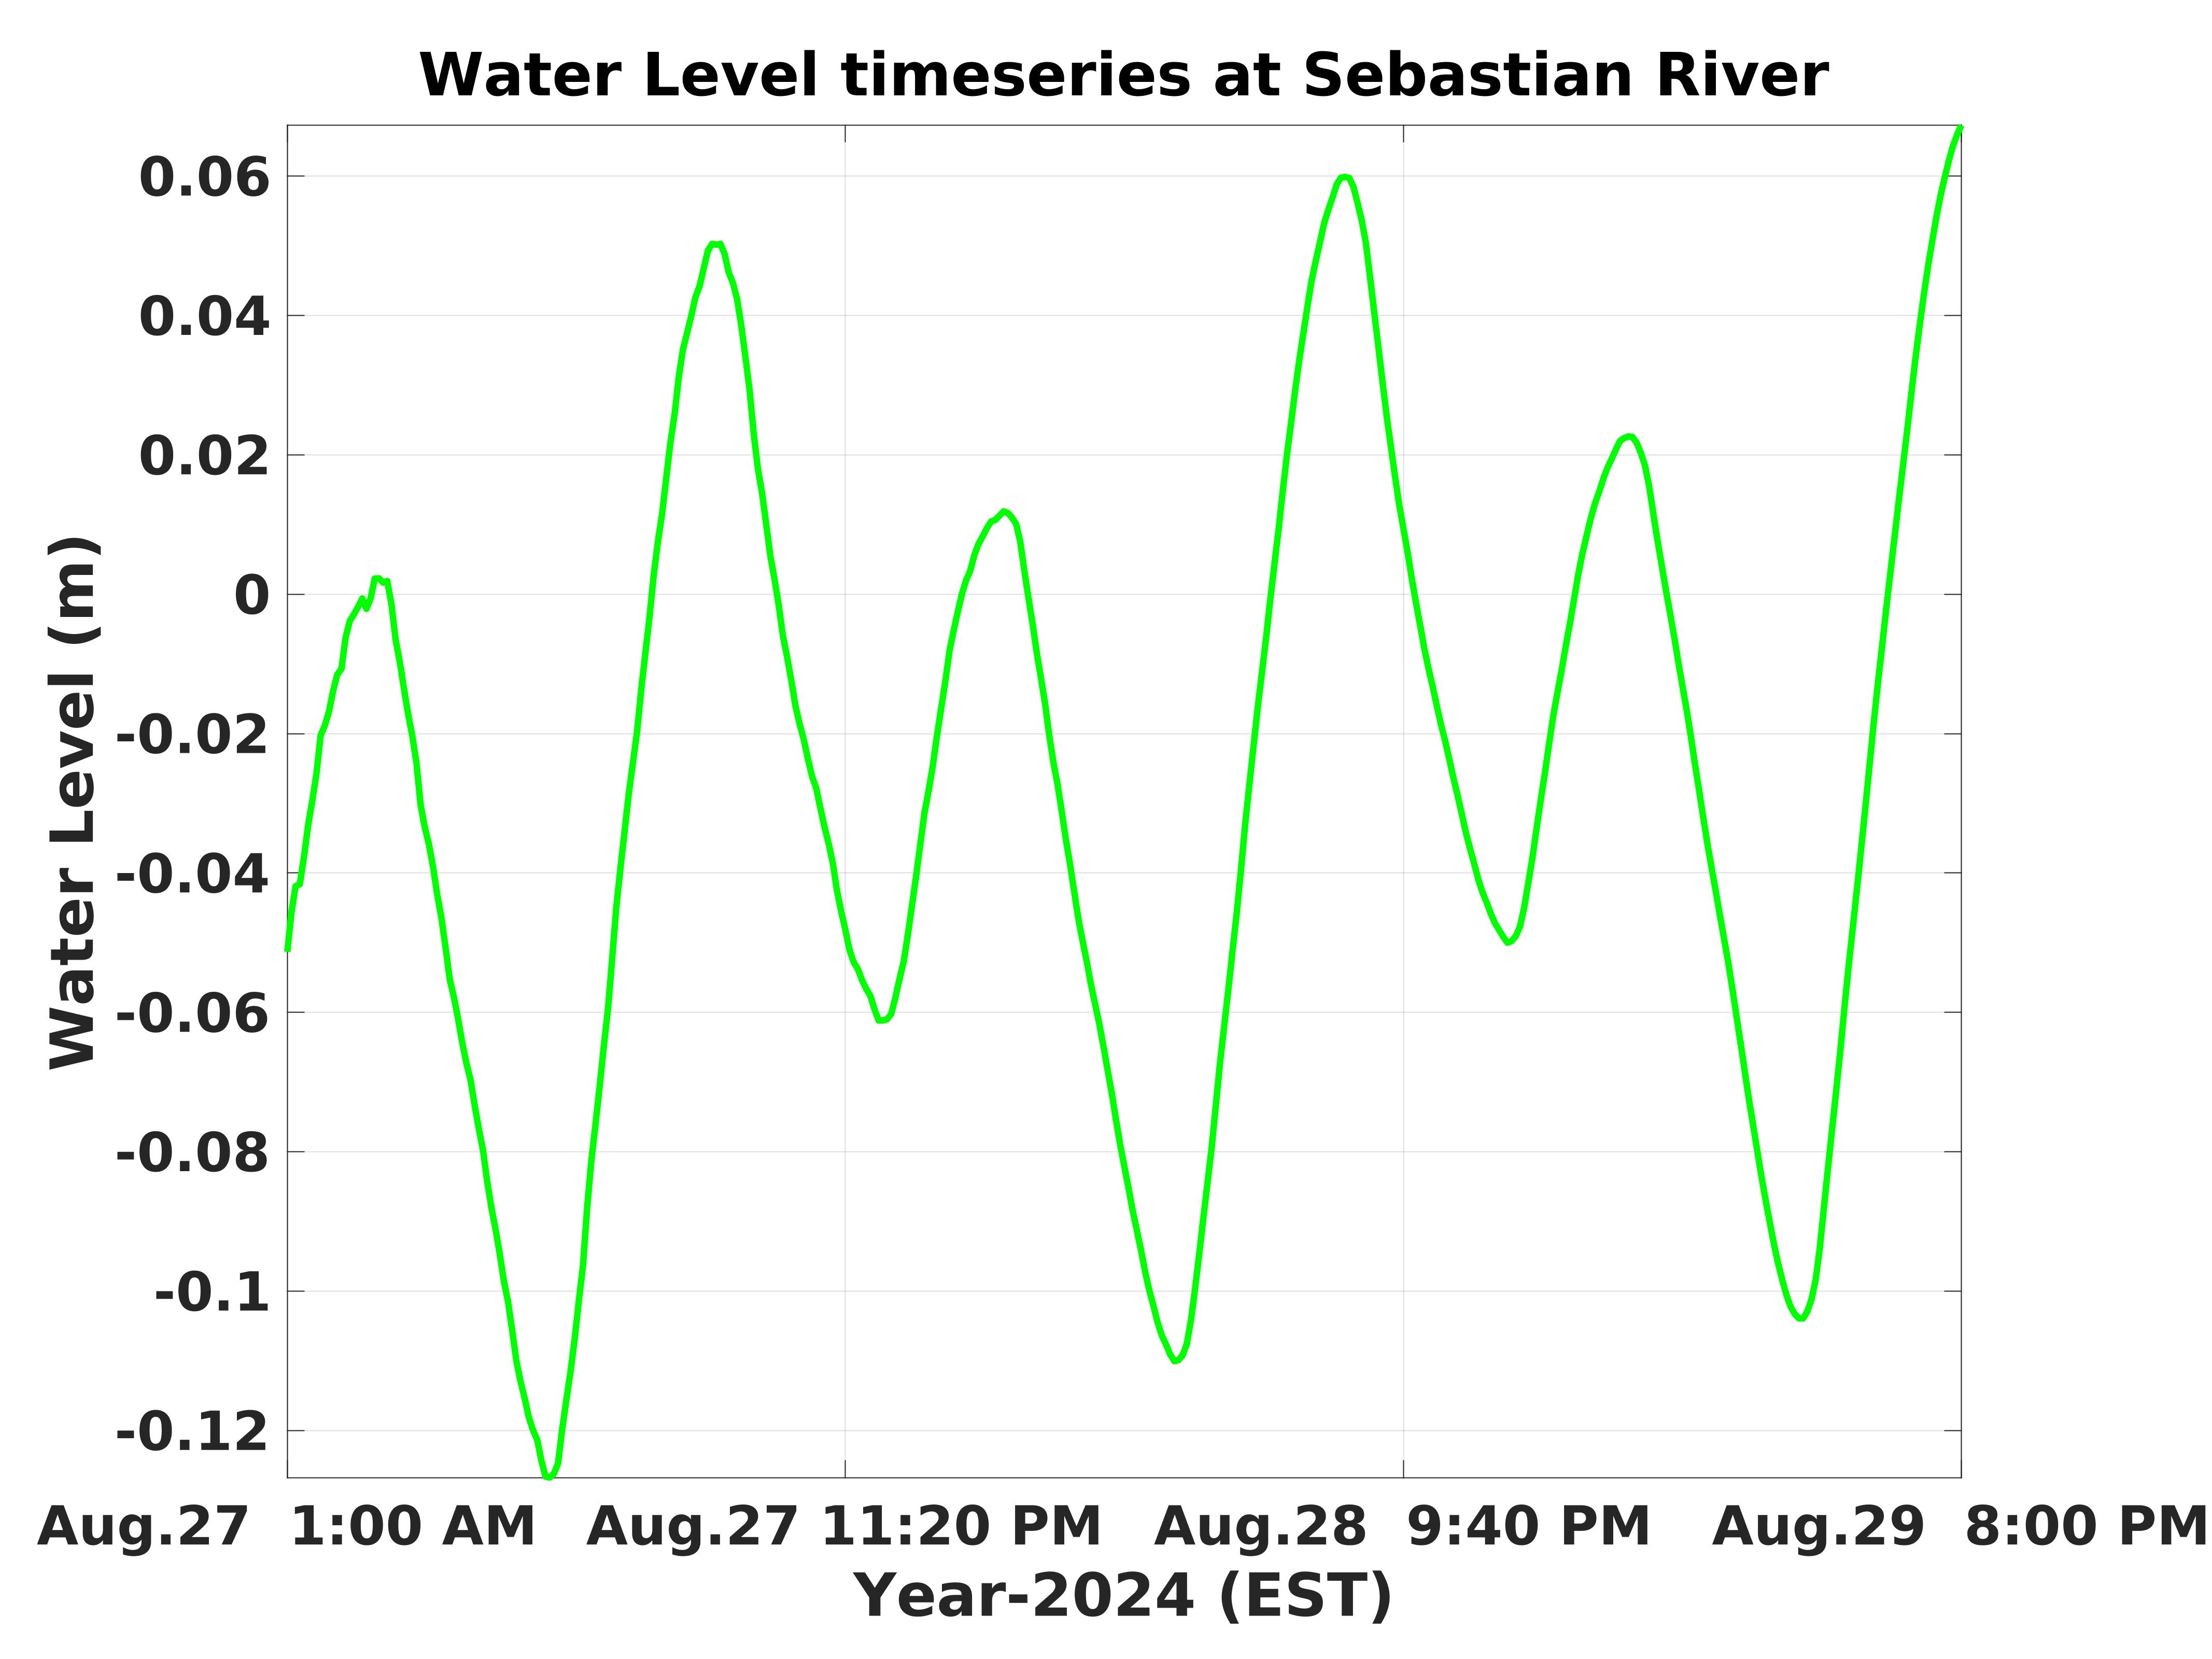 Water Level timeseries at Sebastian River
0.06
0.04
0.02
0
-0.02
-0.04
-0.06
-0.08
-0.1
-0.12
Water Level (m)
Aug.27 1:00 AM Aug.27 11:20 PM Aug.28 9:40 PM Aug.29 8:00 PM
Year-2024 (EST)